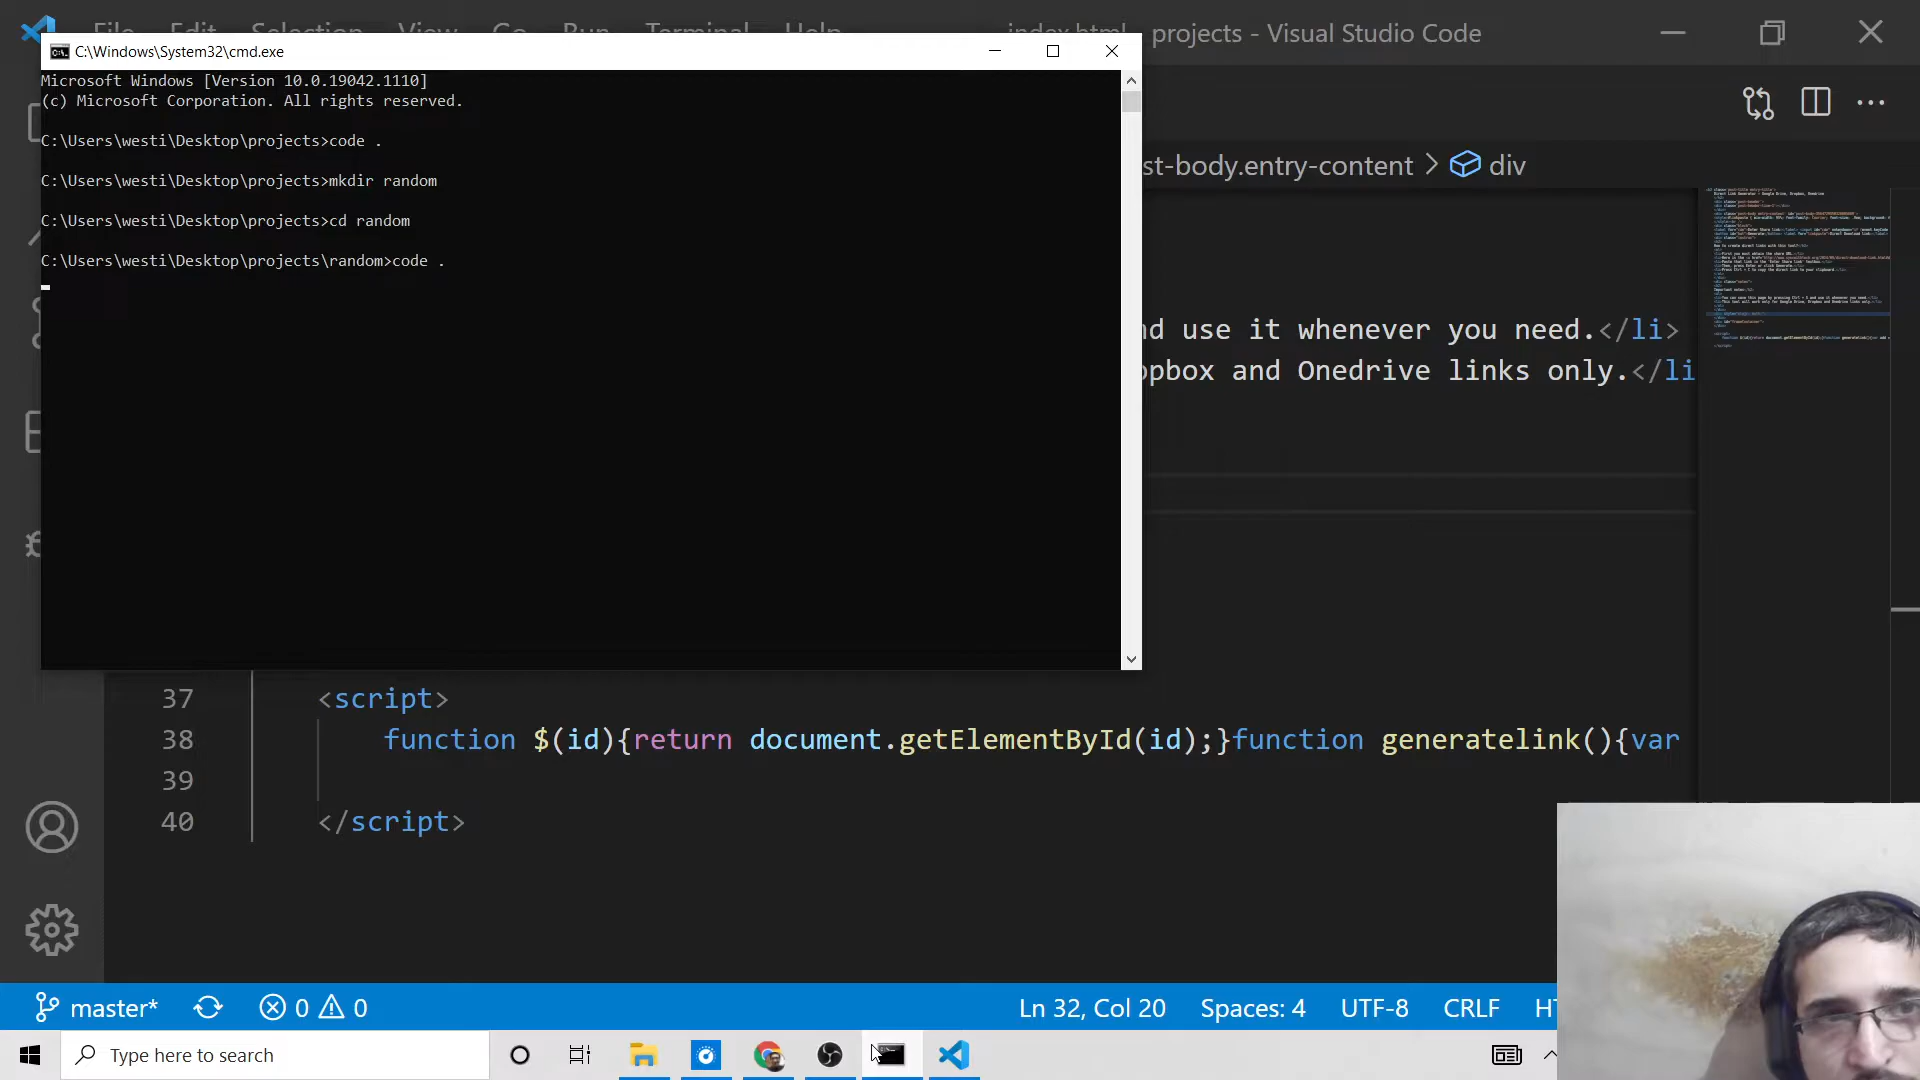 File Edit Selection View Go Run Terminal Help
index.html - projects - Visual Studio Code
C:\Windows\System32\cmd.exe
Microsoft Windows [Version 10.0.19042.1110]
(c) Microsoft Corporation. All rights reserved.
C:\Users\westi\Desktop\projects>code .
C:\Users\westi\Desktop\projects>mkdir random
C:\Users\westi\Desktop\projects>cd random
C:\Users\westi\Desktop\projects\random>code .
st-body.entry-content > div
nd use it whenever you need.</li>
opbox and Onedrive links only.</li
37 <script>
38 function $(id){return document.getElementById(id);}function generatelink(){var
39
40 </script>
master* 0 0 Ln 32, Col 20 Spaces: 4 UTF-8 CRLF HT
Type here to search